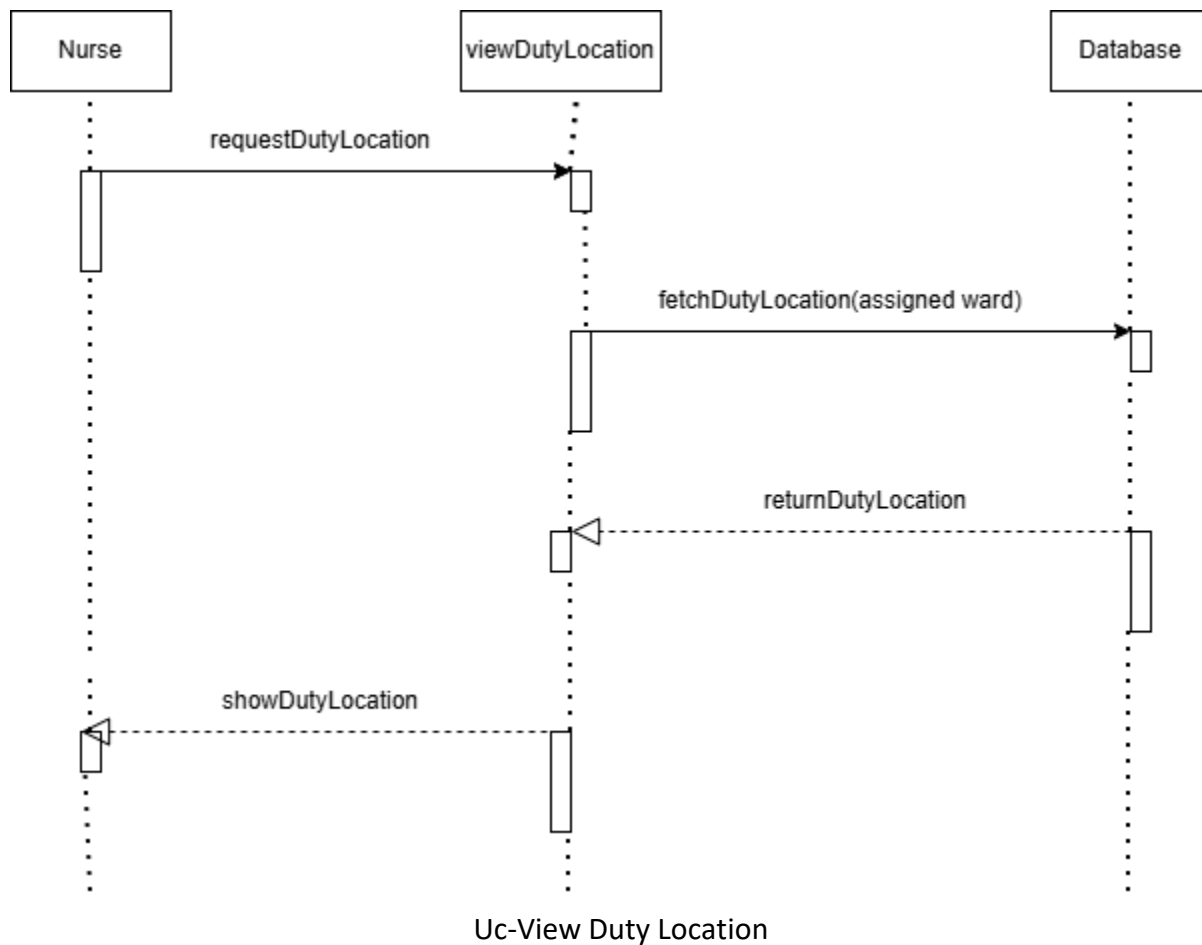 Nurse
viewDutyLocation
Database
requestDutyLocation
fetchDutyLocation(assigned ward)
returnDutyLocation
showDutyLocation
Uc-View Duty Location